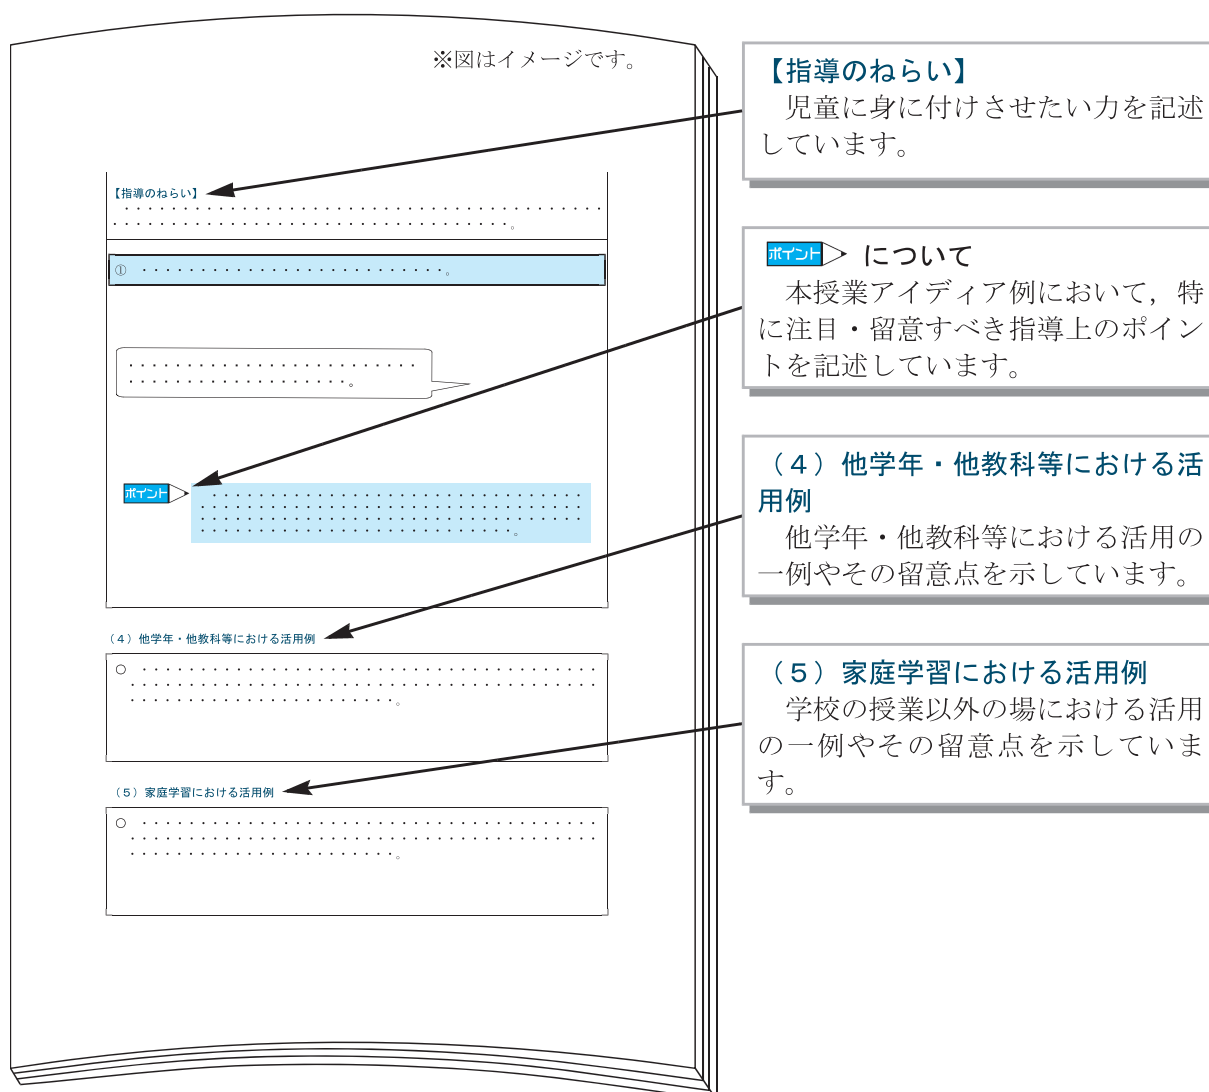 ※図はイメージです。
【指導のねらい】
・・・・・・・・・・・・・・・・・・・・・・・・・・・・・・・・・・・・・・・・・
・・・・・・・・・・・・・・・・・・・・・・・・・・・・・・・・・・・・。
① ・・・・・・・・・・・・・・・・・・・・・・・・・・。
・・・・・・・・・・・・・・・・・・・・・・・・・
・・・・・・・・・・・・・・・・・・・。
ポイント
・・・・・・・・・・・・・・・・・・・・・・・・・・・・・・・・
・・・・・・・・・・・・・・・・・・・・・・・・・・・・・・・・・
・・・・・・・・・・・・・・・・・・・・・・・・・・・・・・・・・
・・・・・・・・・・・・・・・・・・・・・・・・・・・。
（４）他学年・他教科等における活用例
○ ・・・・・・・・・・・・・・・・・・・・・・・・・・・・・・・・・・・・・・・
・・・・・・・・・・・・・・・・・・・・・・・・・・・・・・・・・・・・・・・・
・・・・・・・・・・・・・・・・・・・・・・・。
（５）家庭学習における活用例
○ ・・・・・・・・・・・・・・・・・・・・・・・・・・・・・・・・・・・・・・・
・・・・・・・・・・・・・・・・・・・・・・・・・・・・・・・・・・・・・・・・
・・・・・・・・・・・・・・・・・・・・・・・。
【指導のねらい】
児童に身に付けさせたい力を記述
しています。
ポイント について
本授業アイディア例において，特
に注目・留意すべき指導上のポイン
トを記述しています。
（４）他学年・他教科等における活
用例
他学年・他教科等における活用の
一例やその留意点を示しています。
（５）家庭学習における活用例
学校の授業以外の場における活用
の一例やその留意点を示していま
す。